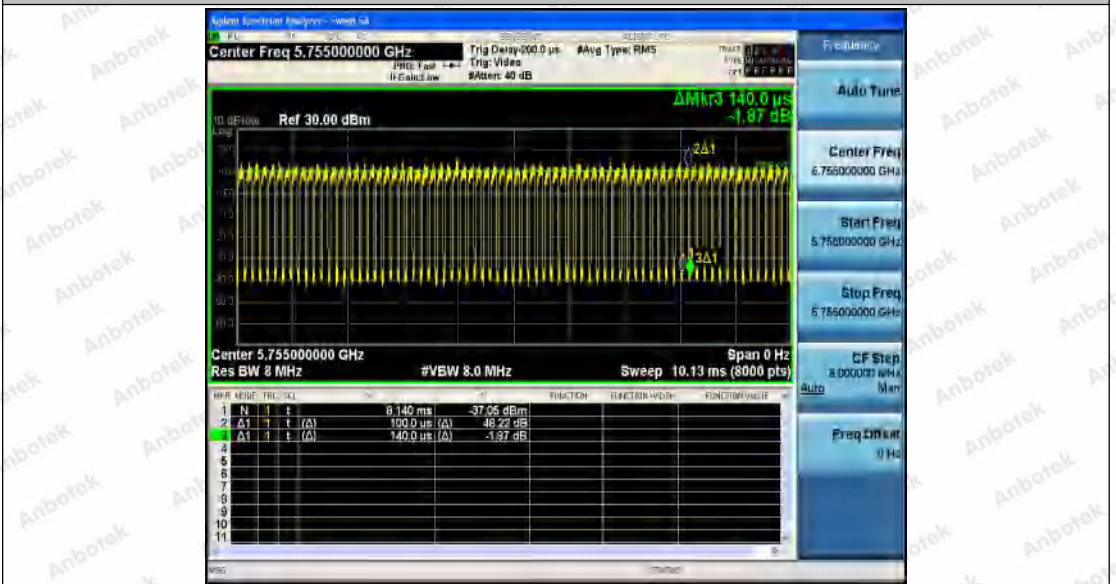 Agilent Spectrum Analyzer - Swept SA
Center Freq 5.755000000 GHz
PNO: Fast
IFGain:Low
Trig Delay-200.0 µs
Trig: Video
#Atten: 40 dB
#Avg Type: RMS
TRACE
TYPE
DET
ΔMkr3 140.0 µs
-1.87 dB
10 dB/div
Log
Ref 30.00 dBm
2Δ1
3Δ1
Center 5.755000000 GHz
Res BW 8 MHz
#VBW 8.0 MHz
Span 0 Hz
Sweep 10.13 ms (8000 pts)
MKR MODE TRC SCL X Y FUNCTION FUNCTION WIDTH FUNCTION VALUE
1 N 1 t 8.140 ms -37.05 dBm
2 Δ1 1 t (Δ) 100.0 µs (Δ) 48.22 dB
3 Δ1 1 t (Δ) 140.0 µs (Δ) -1.87 dB
4
5
6
7
8
9
10
11
MSG
STATUS
Frequency
Auto Tune
Center Freq
5.755000000 GHz
Start Freq
5.755000000 GHz
Stop Freq
5.755000000 GHz
CF Step
8.000000 MHz
Auto Man
Freq Offset
0 Hz
Anbotek